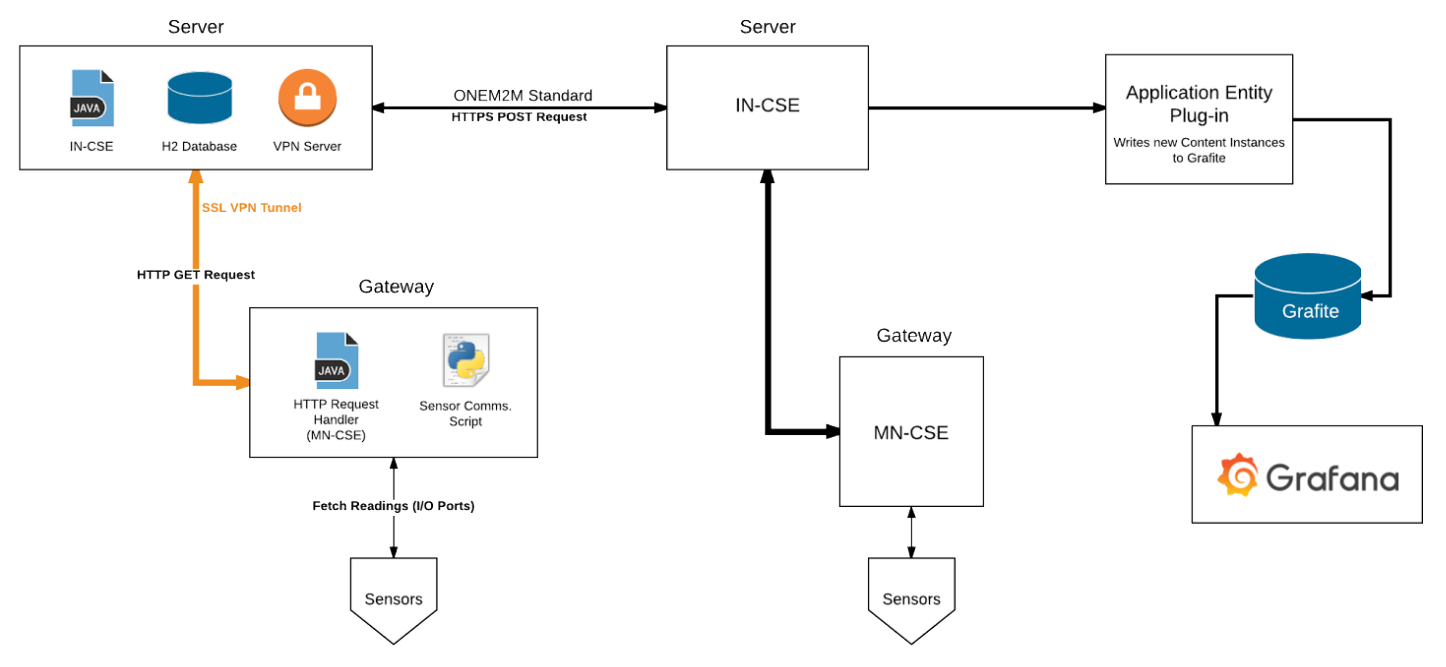 Server
JAVA
IN-CSE
H2 Database
VPN Server
ONEM2M Standard
HTTPS POST Request
Server
IN-CSE
Application Entity
Plug-in
Writes new Content Instances
to Grafite
SSL VPN Tunnel
HTTP GET Request
Gateway
JAVA
HTTP Request
Handler
(MN-CSE)
Sensor Comms.
Script
Fetch Readings (I/O Ports)
Sensors
Gateway
MN-CSE
Sensors
Grafite
Grafana